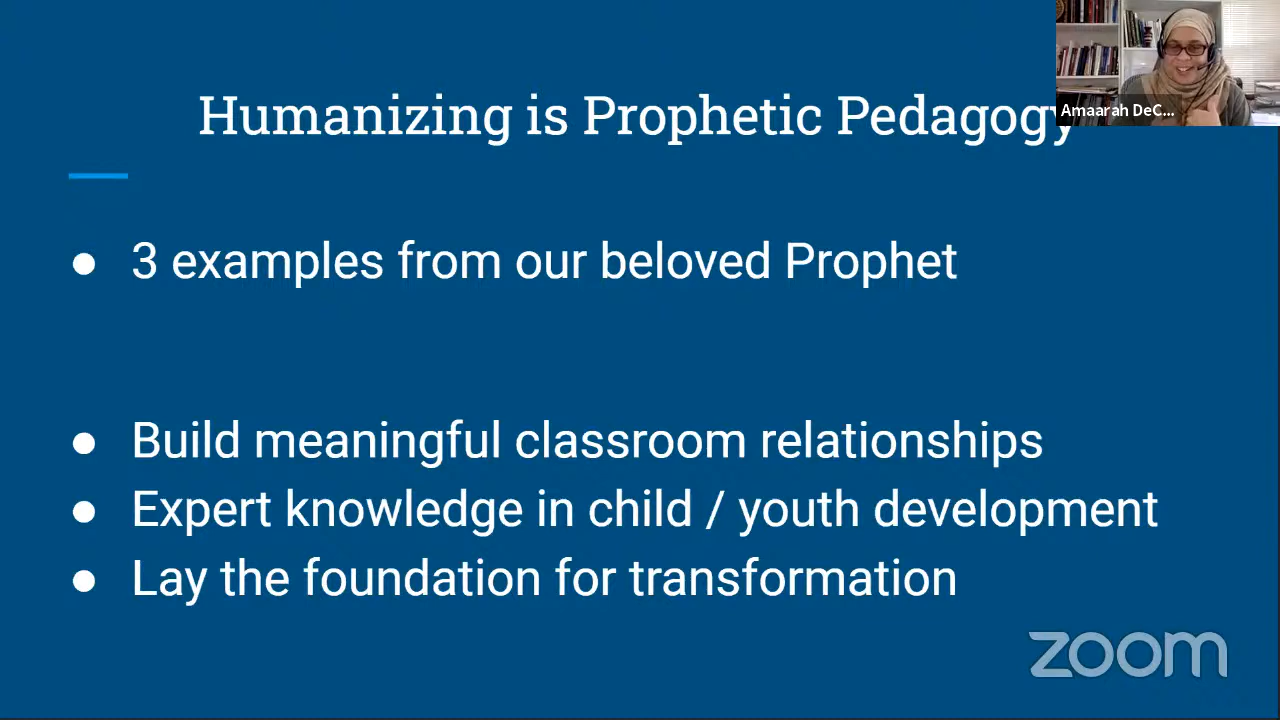 Humanizing is Prophetic Pedagogy
Amaarah DeC...
● 3 examples from our beloved Prophet
● Build meaningful classroom relationships
● Expert knowledge in child / youth development
● Lay the foundation for transformation
zoom